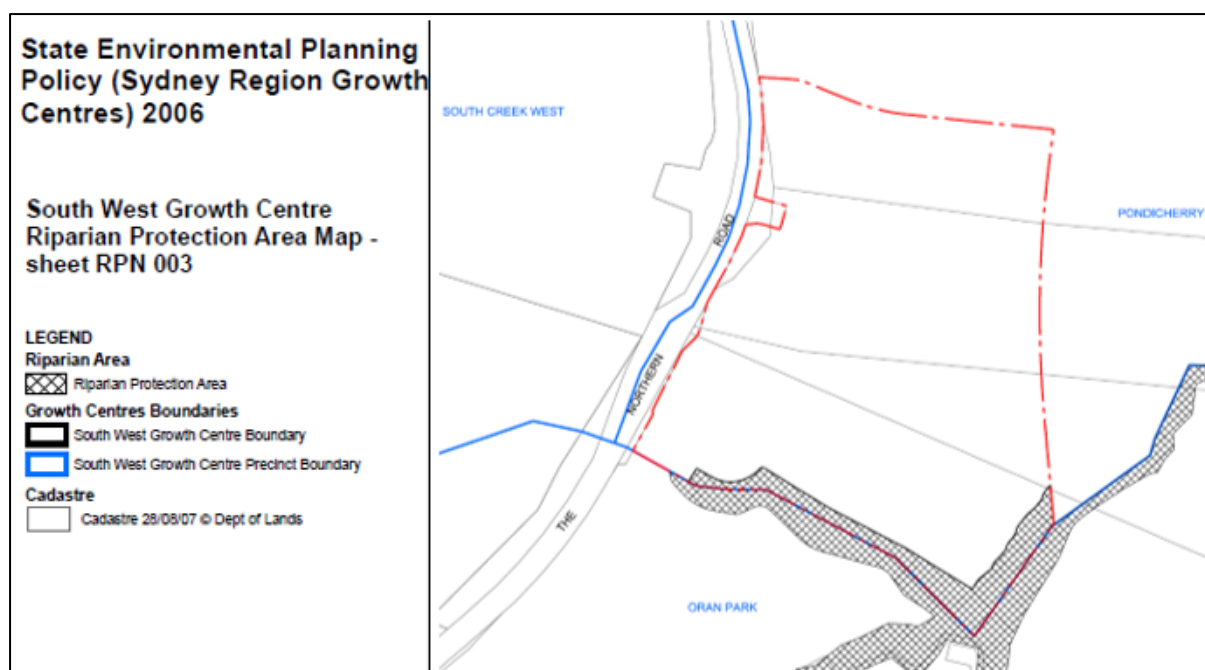 State Environmental Planning
Policy (Sydney Region Growth
Centres) 2006
South West Growth Centre
Riparian Protection Area Map -
sheet RPN 003
LEGEND
Riparian Area
Riparian Protection Area
Growth Centres Boundaries
South West Growth Centre Boundary
South West Growth Centre Precinct Boundary
Cadastre
Cadastre 28/08/07 © Dept of Lands
SOUTH CREEK WEST
PONDICHERRY
ROAD
NORTHERN
THE
ORAN PARK